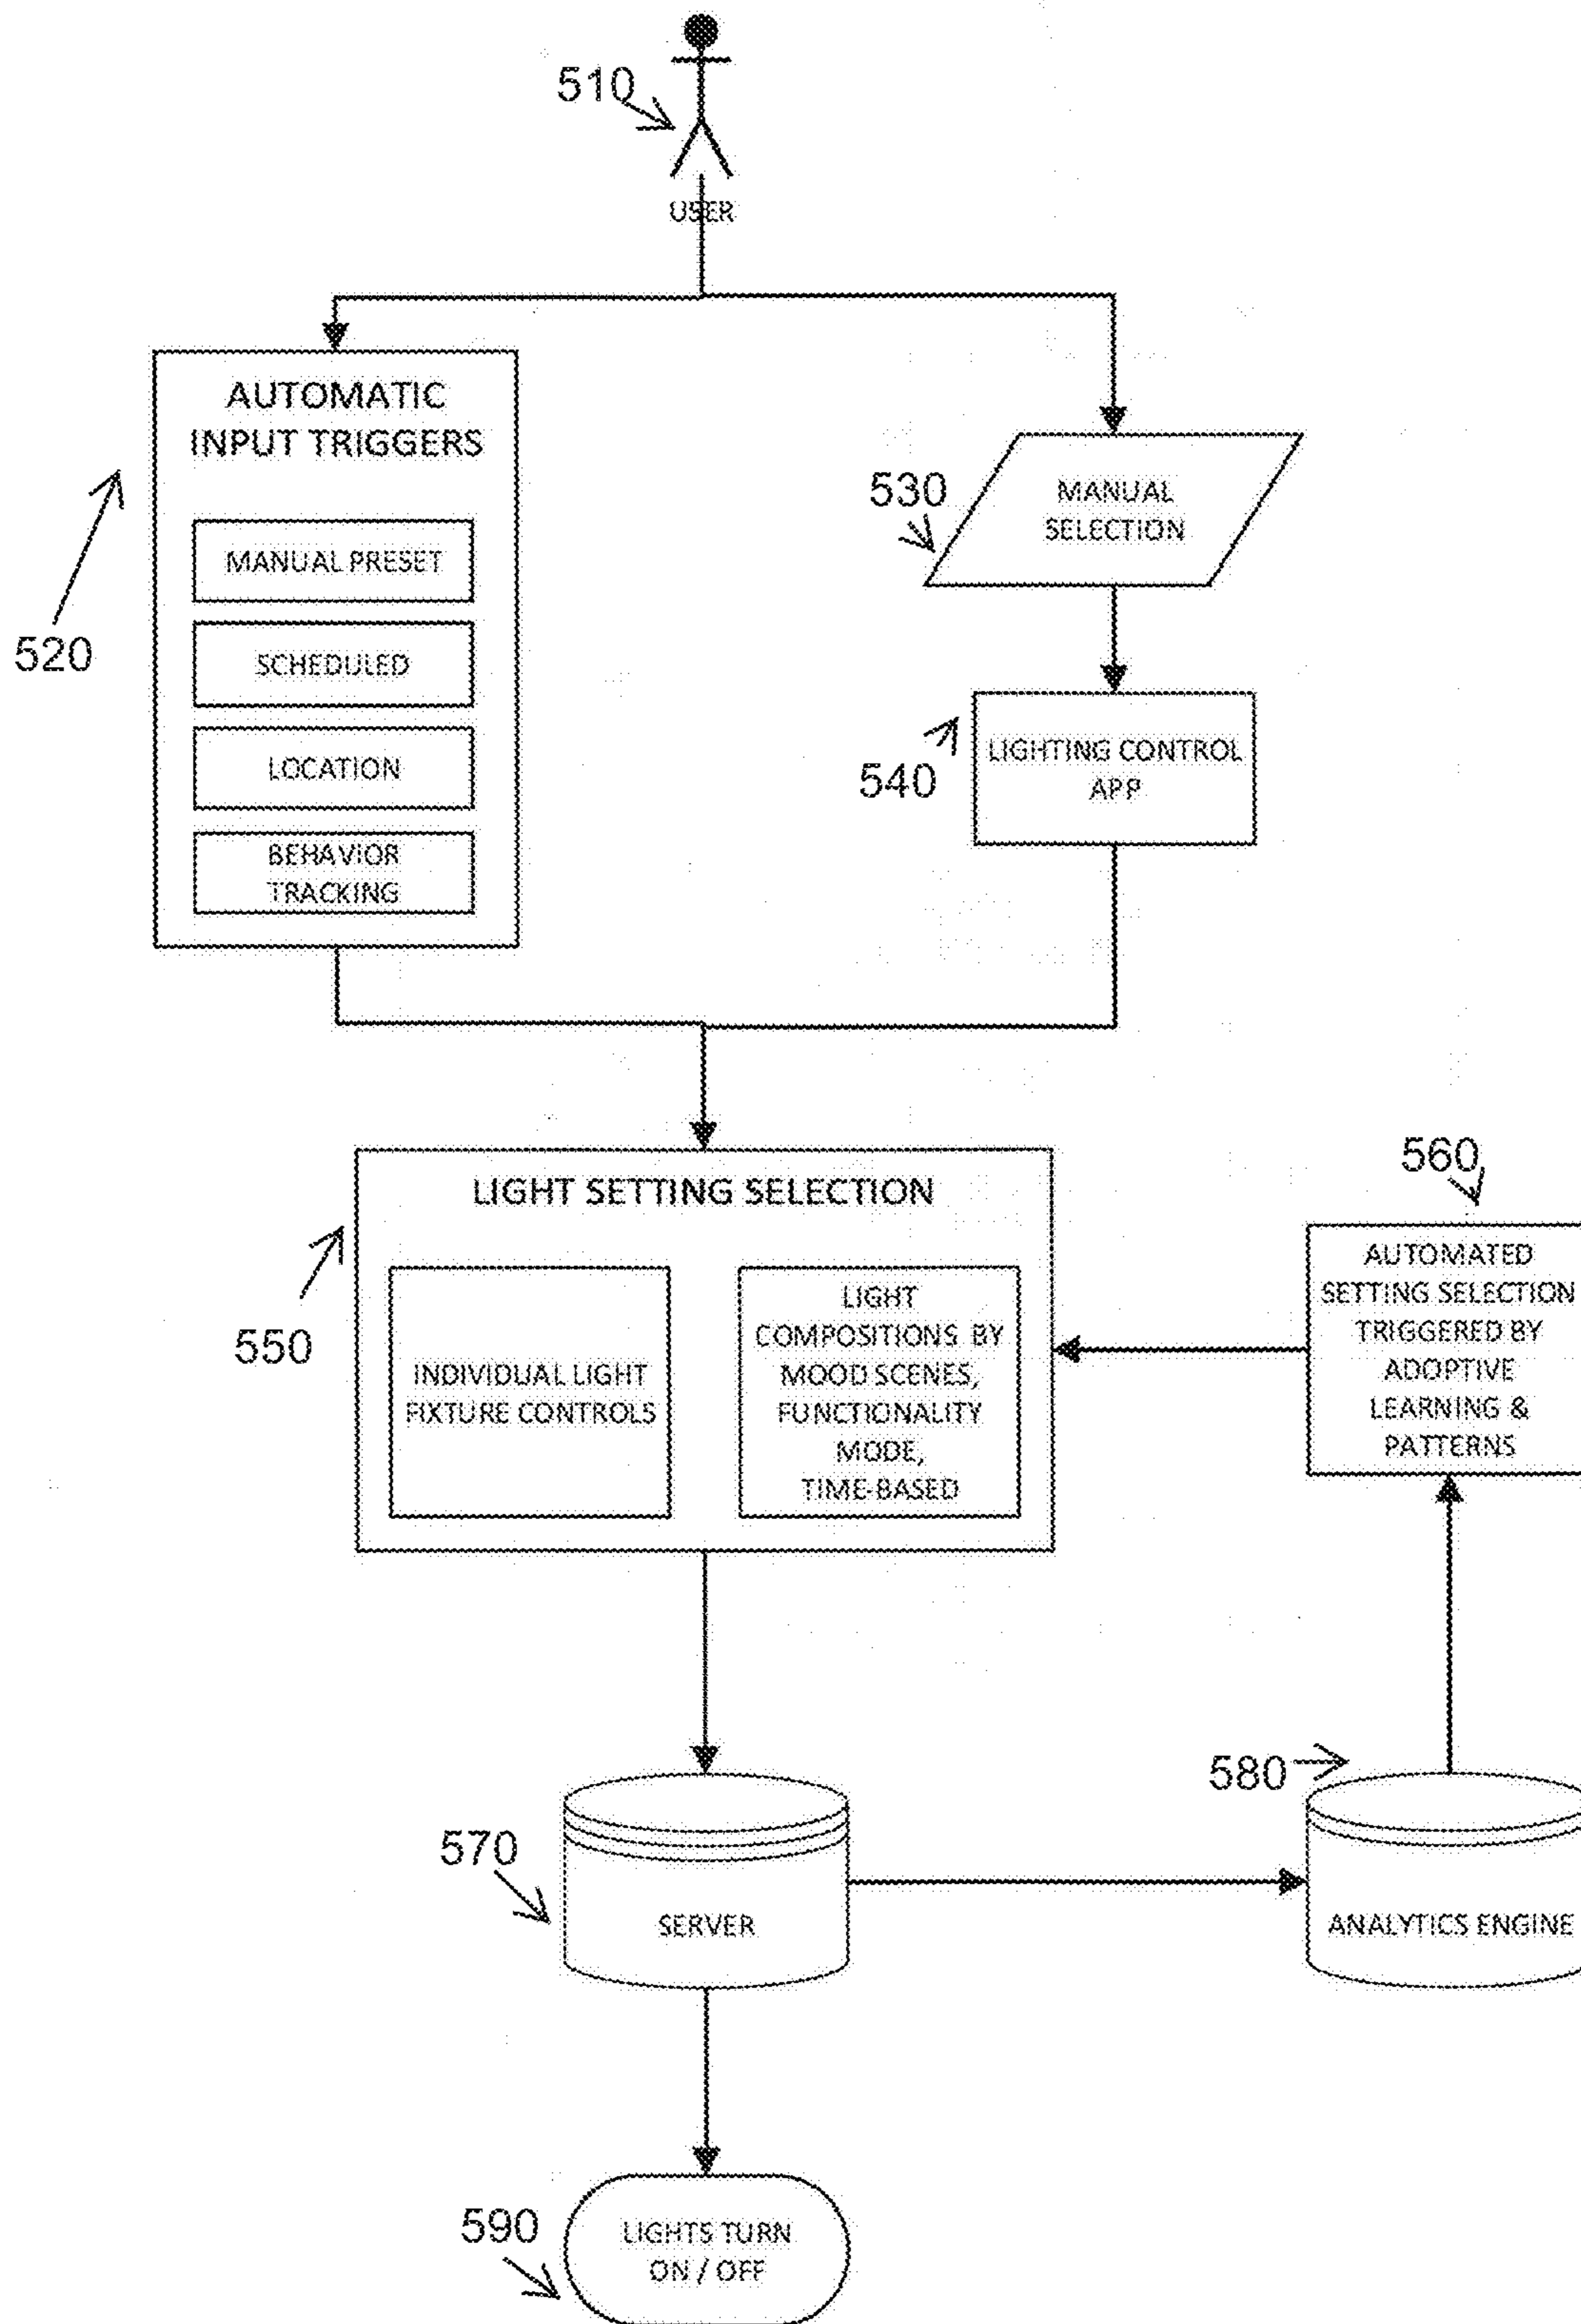 510
USER
AUTOMATIC
INPUT TRIGGERS
MANUAL PRESET
SCHEDULED
LOCATION
BEHAVIOR
TRACKING
520
530
MANUAL
SELECTION
540
LIGHTING CONTROL
APP
LIGHT SETTING SELECTION
550
INDIVIDUAL LIGHT
FIXTURE CONTROLS
LIGHT
COMPOSITIONS BY
MOOD SCENES,
FUNCTIONALITY
MODE,
TIME-BASED
560
AUTOMATED
SETTING SELECTION
TRIGGERED BY
ADOPTIVE
LEARNING &
PATTERNS
570
SERVER
580
ANALYTICS ENGINE
590
LIGHTS TURN
ON / OFF